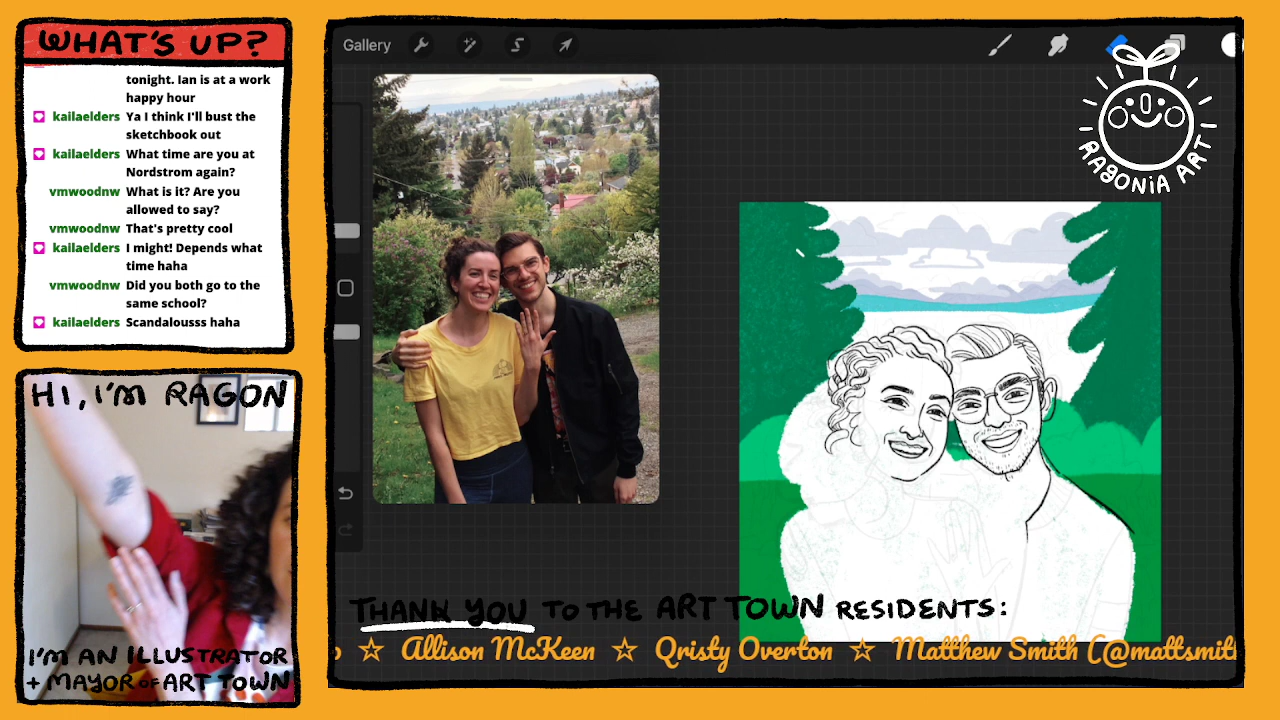 WHAT'S UP?
tonight. Ian is at a work
happy hour
kailaelders Ya I think I'll bust the
sketchbook out
kailaelders What time are you at
Nordstrom again?
vmwoodnw What is it? Are you
allowed to say?
vmwoodnw That's pretty cool
kailaelders I might! Depends what
time haha
vmwoodnw Did you both go to the
same school?
kailaelders Scandalousss haha
HI, I'M RAGON
I'M AN ILLUSTRATOR
+ MAYOR OF ART TOWN
Gallery
RAGONIA ART
THANK YOU TO THE ART TOWN RESIDENTS:
☆ Allison McKeen ☆ Qristy Overton ☆ Matthew Smith (@mattsmit